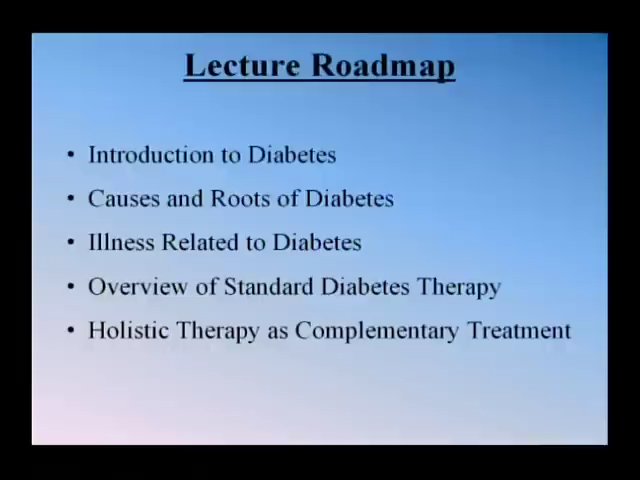 Lecture Roadmap
• Introduction to Diabetes
• Causes and Roots of Diabetes
• Illness Related to Diabetes
• Overview of Standard Diabetes Therapy
• Holistic Therapy as Complementary Treatment